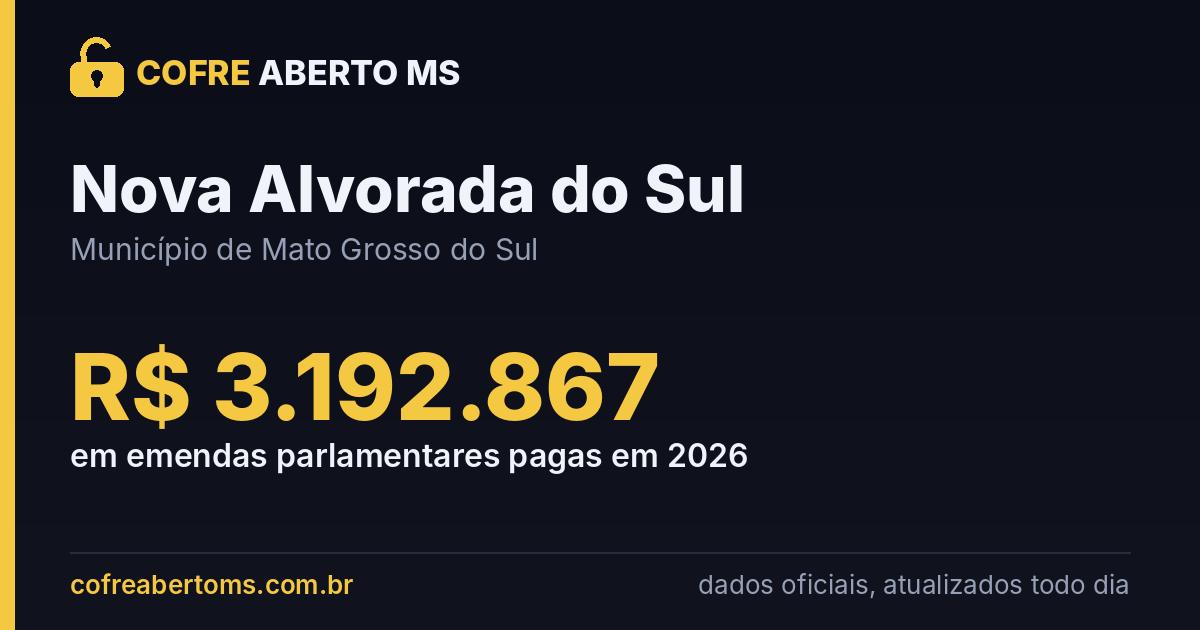 COFRE ABERTO MS
Nova Alvorada do Sul
Município de Mato Grosso do Sul
R$ 3.192.867
em emendas parlamentares pagas em 2026
cofreabertoms.com.br
dados oficiais, atualizados todo dia